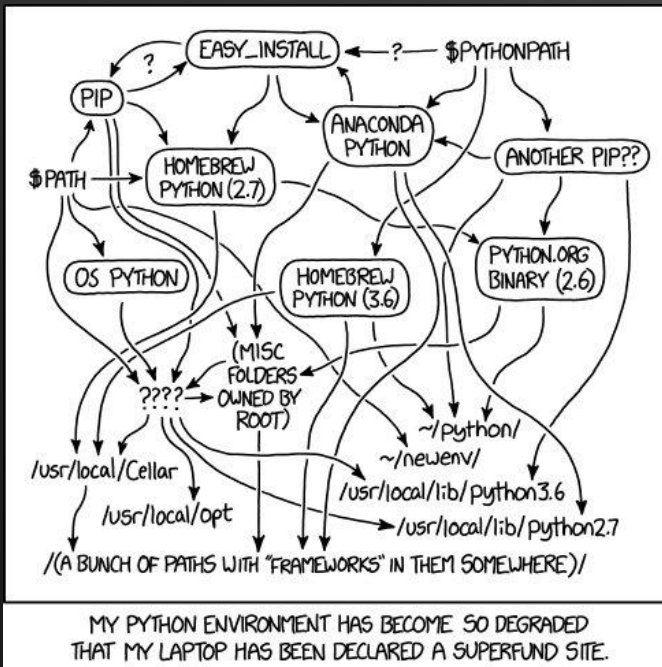 EASY_INSTALL
?
?
$PYTHONPATH
PIP
ANACONDA
PYTHON
ANOTHER PIP??
HOMEBREW
PYTHON (2.7)
$PATH
OS PYTHON
HOMEBREW
PYTHON (3.6)
PYTHON.ORG
BINARY (2.6)
(MISC
FOLDERS
OWNED BY
ROOT)
????
~/python/
~/newenv/
/usr/local/Cellar
/usr/local/lib/python3.6
/usr/local/opt
/usr/local/lib/python2.7
/(A BUNCH OF PATHS WITH "FRAMEWORKS" IN THEM SOMEWHERE)/
MY PYTHON ENVIRONMENT HAS BECOME SO DEGRADED
THAT MY LAPTOP HAS BEEN DECLARED A SUPERFUND SITE.